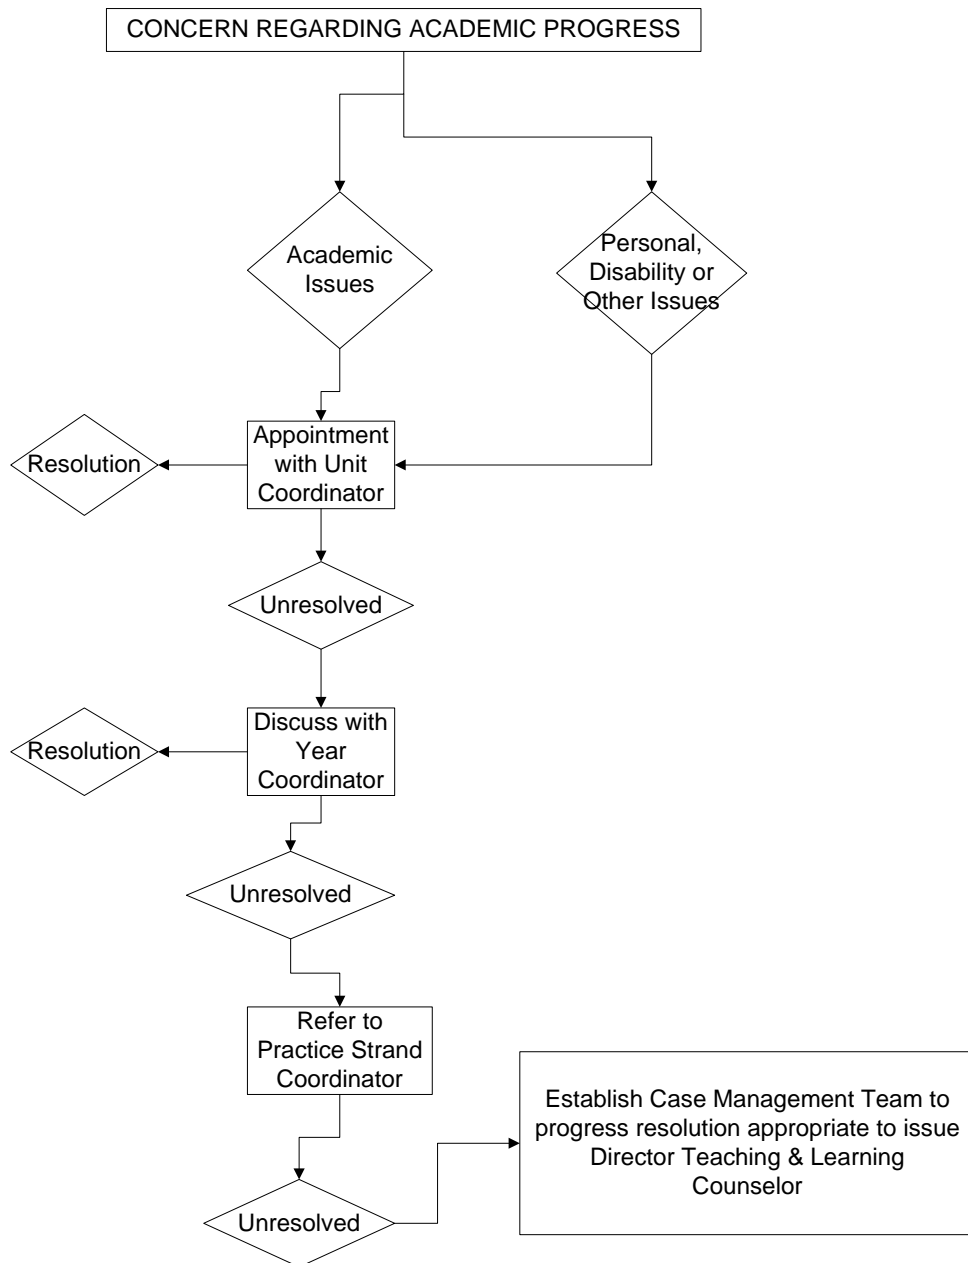 CONCERN REGARDING ACADEMIC PROGRESS
Academic
Issues
Personal,
Disability or
Other Issues
Appointment
with Unit
Coordinator
Resolution
Unresolved
Discuss with
Year
Coordinator
Resolution
Unresolved
Refer to
Practice Strand
Coordinator
Establish Case Management Team to
progress resolution appropriate to issue
Director Teaching & Learning
Counselor
Unresolved